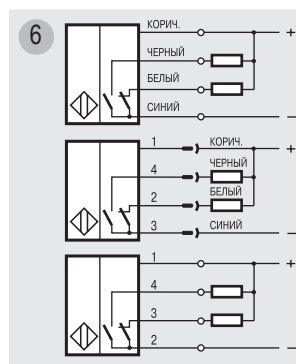 6
КОРИЧ. +
ЧЕРНЫЙ
БЕЛЫЙ
СИНИЙ –
1 КОРИЧ. +
4 ЧЕРНЫЙ
2 БЕЛЫЙ
3 СИНИЙ –
1 +
4
3
2 –